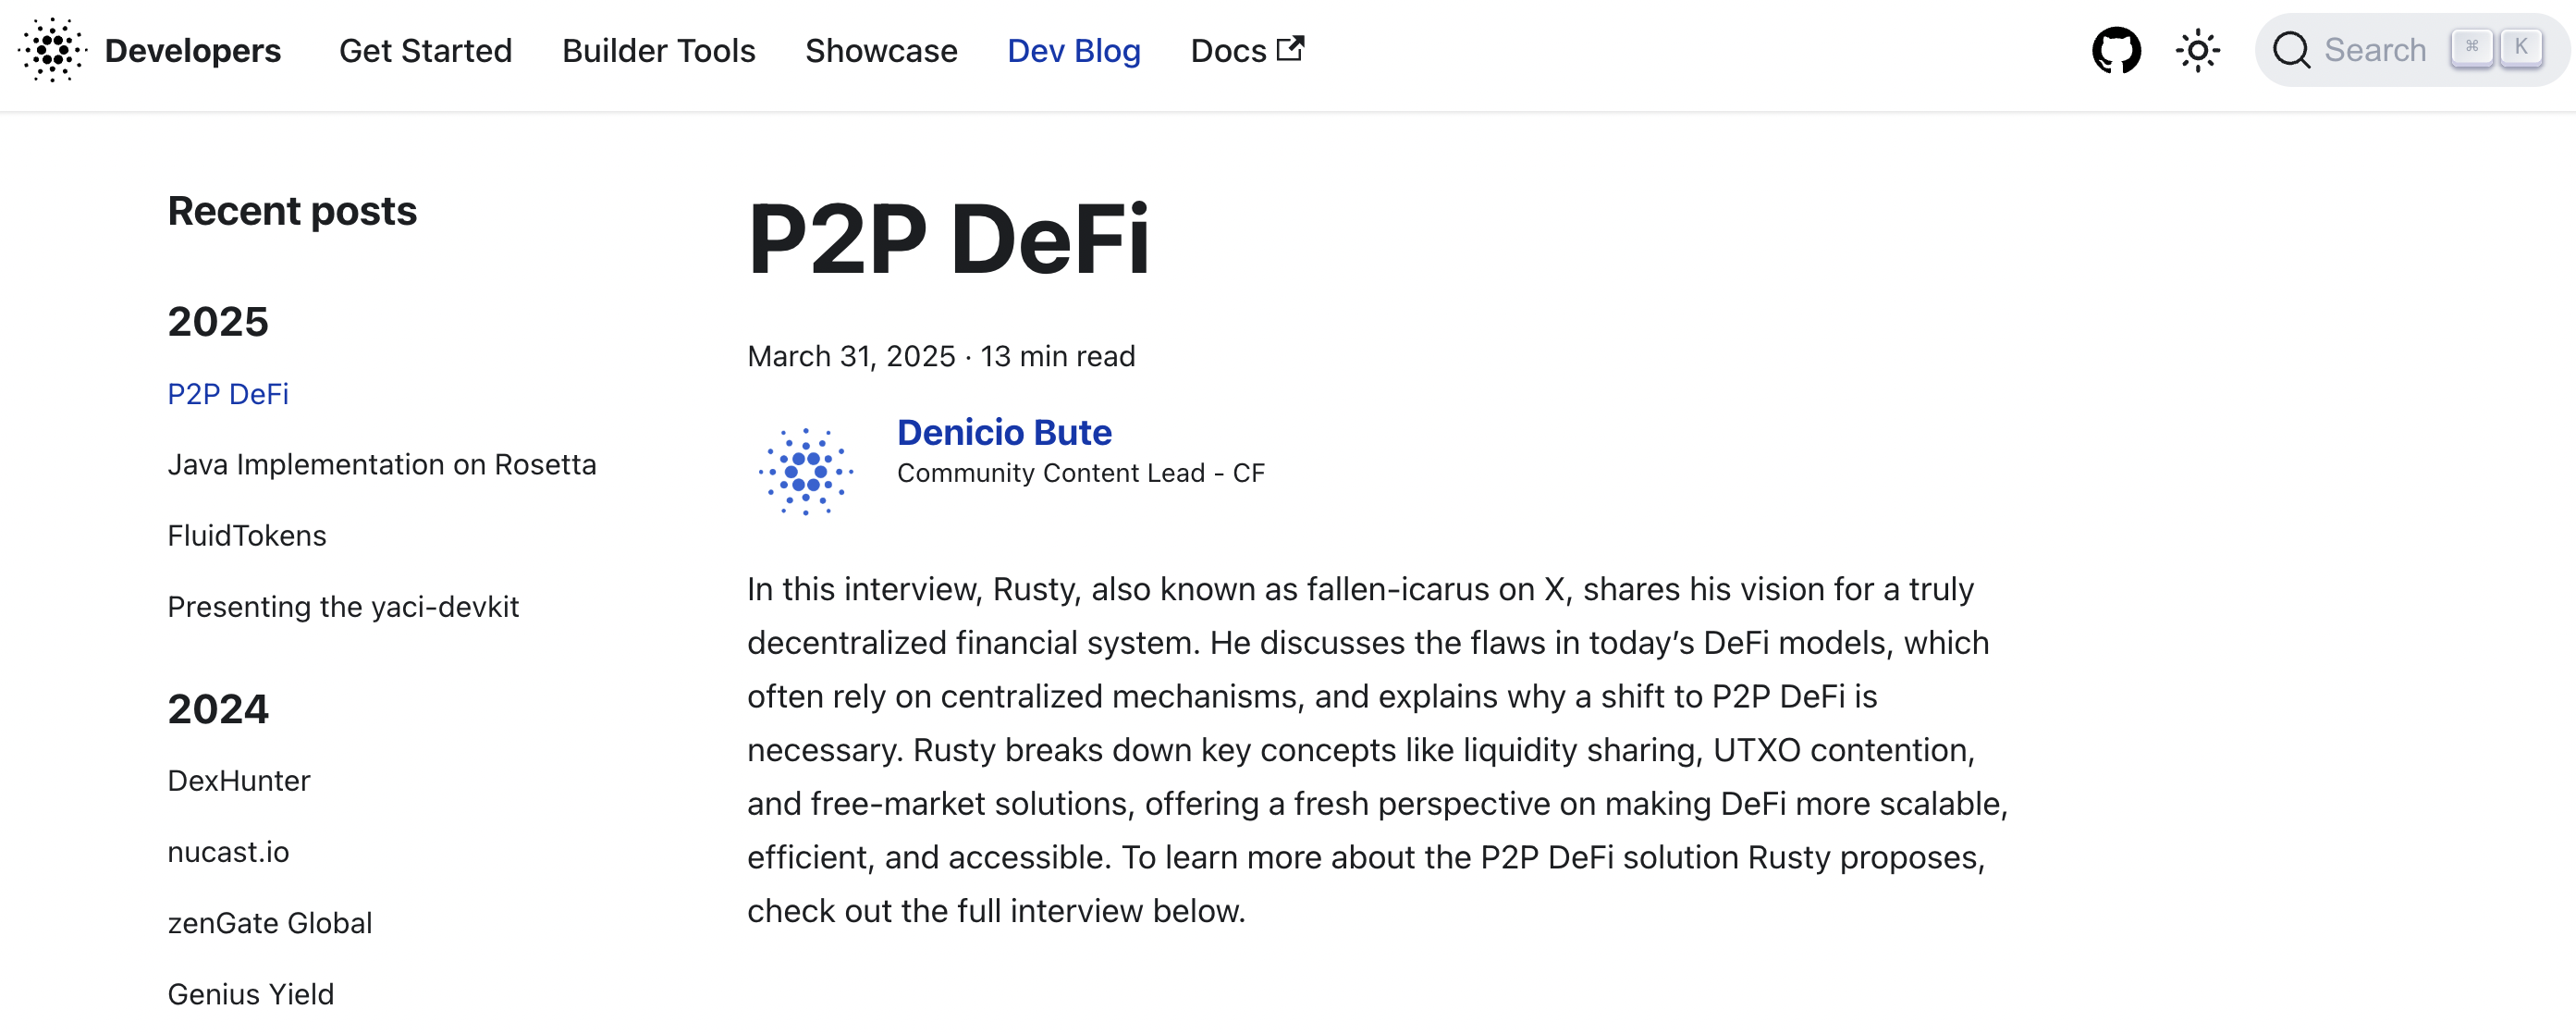 Developers Get Started Builder Tools Showcase Dev Blog Docs Search ⌘ K
Recent posts
2025
P2P DeFi
Java Implementation on Rosetta
FluidTokens
Presenting the yaci-devkit
2024
DexHunter
nucast.io
zenGate Global
Genius Yield
P2P DeFi
March 31, 2025 · 13 min read
Denicio Bute
Community Content Lead - CF
In this interview, Rusty, also known as fallen-icarus on X, shares his vision for a truly
decentralized financial system. He discusses the flaws in today’s DeFi models, which
often rely on centralized mechanisms, and explains why a shift to P2P DeFi is
necessary. Rusty breaks down key concepts like liquidity sharing, UTXO contention,
and free-market solutions, offering a fresh perspective on making DeFi more scalable,
efficient, and accessible. To learn more about the P2P DeFi solution Rusty proposes,
check out the full interview below.